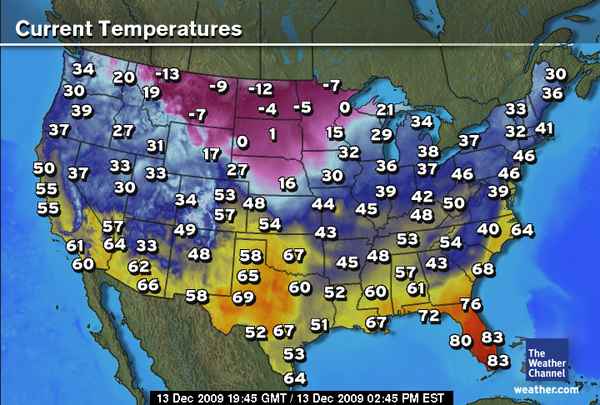 Current Temperatures
34 20 -13 -9 -12 -7 30
30 19 36
39 -7 -4 -5 0 21 33
37 27 1 15 29 34 32 41
31 17 0 32 38 37 46
50 37 33 33 27 30 36 37 46 46
55 30 34 53 16 39 42 50 39
55 57 48 44 45 48
57 49 54 43 53 40 64
61 64 33 48 58 67 45 48 54
60 62 65 57 43 68
66 58 69 60 52 60 61
52 67 51 67 72 76
53 80 83
64 83
The
Weather
Channel
weather.com
13 Dec 2009 19:45 GMT / 13 Dec 2009 02:45 PM EST